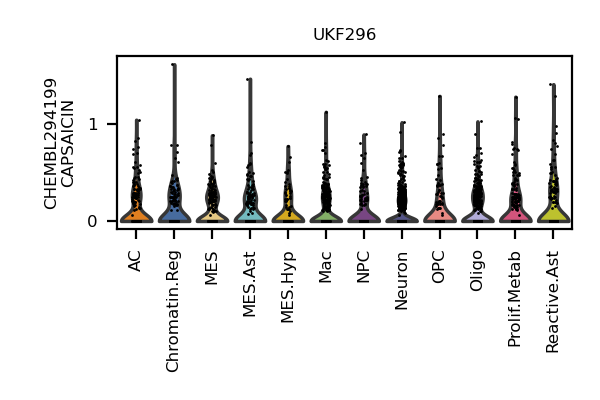 UKF296
CHEMBL294199
CAPSAICIN
1
0
AC
Chromatin.Reg
MES
MES.Ast
MES.Hyp
Mac
NPC
Neuron
OPC
Oligo
Prolif.Metab
Reactive.Ast